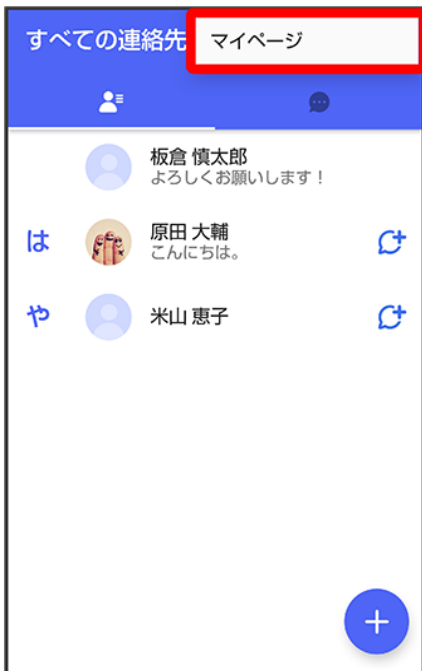 すべての連絡先
マイページ
板倉 慎太郎
よろしくお願いします！
は
原田 大輔
こんにちは。
や
米山 恵子